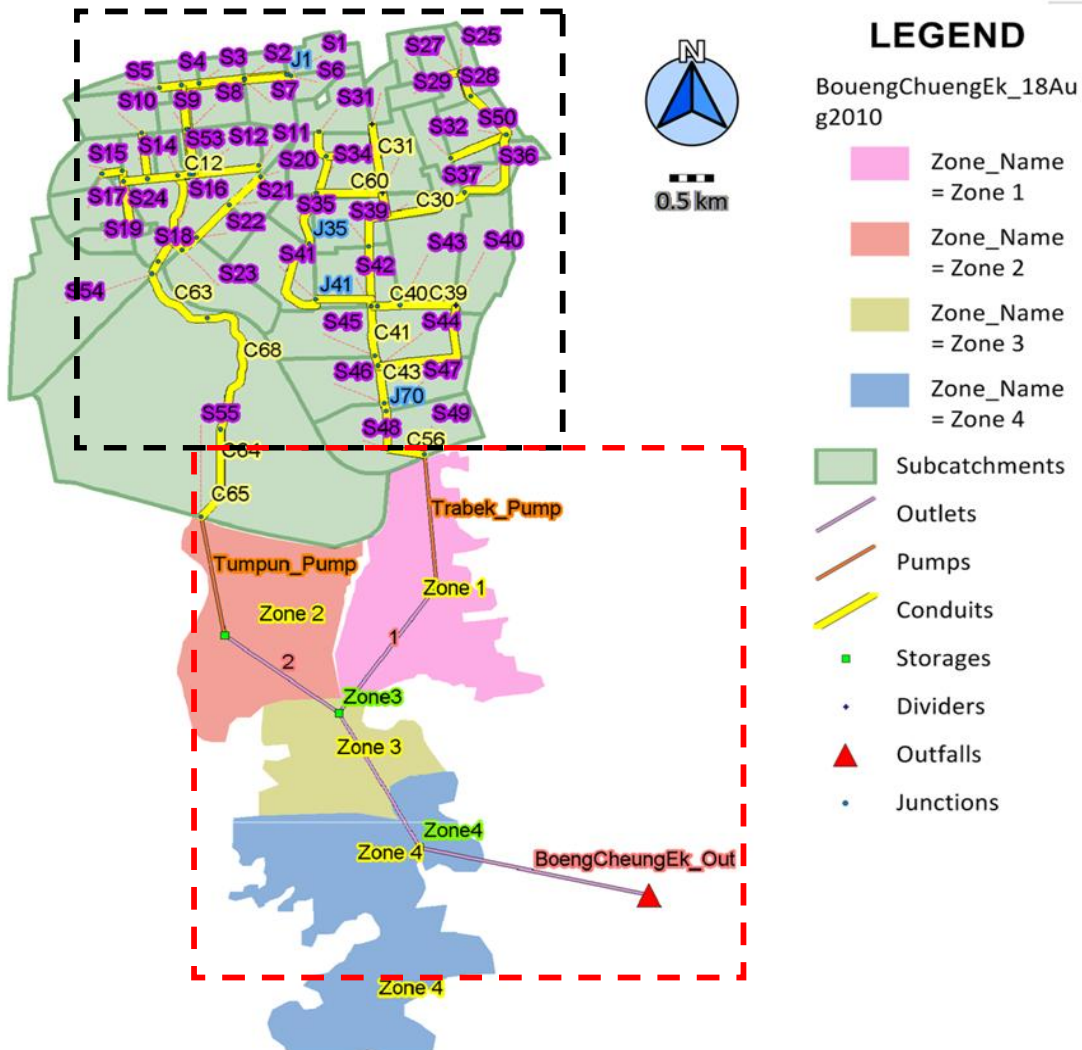 S1
S25
S27
S2
S3
S4
J1
S5
S6
S28
S29
S10
S9
S8
S7
S31
S50
S32
S53
S12
S11
S14
C31
S15
C12
S20
S34
S36
S37
S16
S21
C60
C30
S17
S24
S35
S39
S19
S22
J35
S18
S43
S40
S41
S42
S23
S54
J41
C63
C40
C39
S45
S44
C41
C68
S46
C43
S47
J70
S55
S49
S48
C56
C64
C65
Trabek_Pump
Tumpun_Pump
Zone 1
Zone 2
1
2
Zone3
Zone 3
Zone4
Zone 4
BoengCheungEk_Out
Zone 4
N
0.5 km
LEGEND
BouengChuengEk_18Au
g2010
Zone_Name
= Zone 1
Zone_Name
= Zone 2
Zone_Name
= Zone 3
Zone_Name
= Zone 4
Subcatchments
Outlets
Pumps
Conduits
Storages
Dividers
Outfalls
Junctions